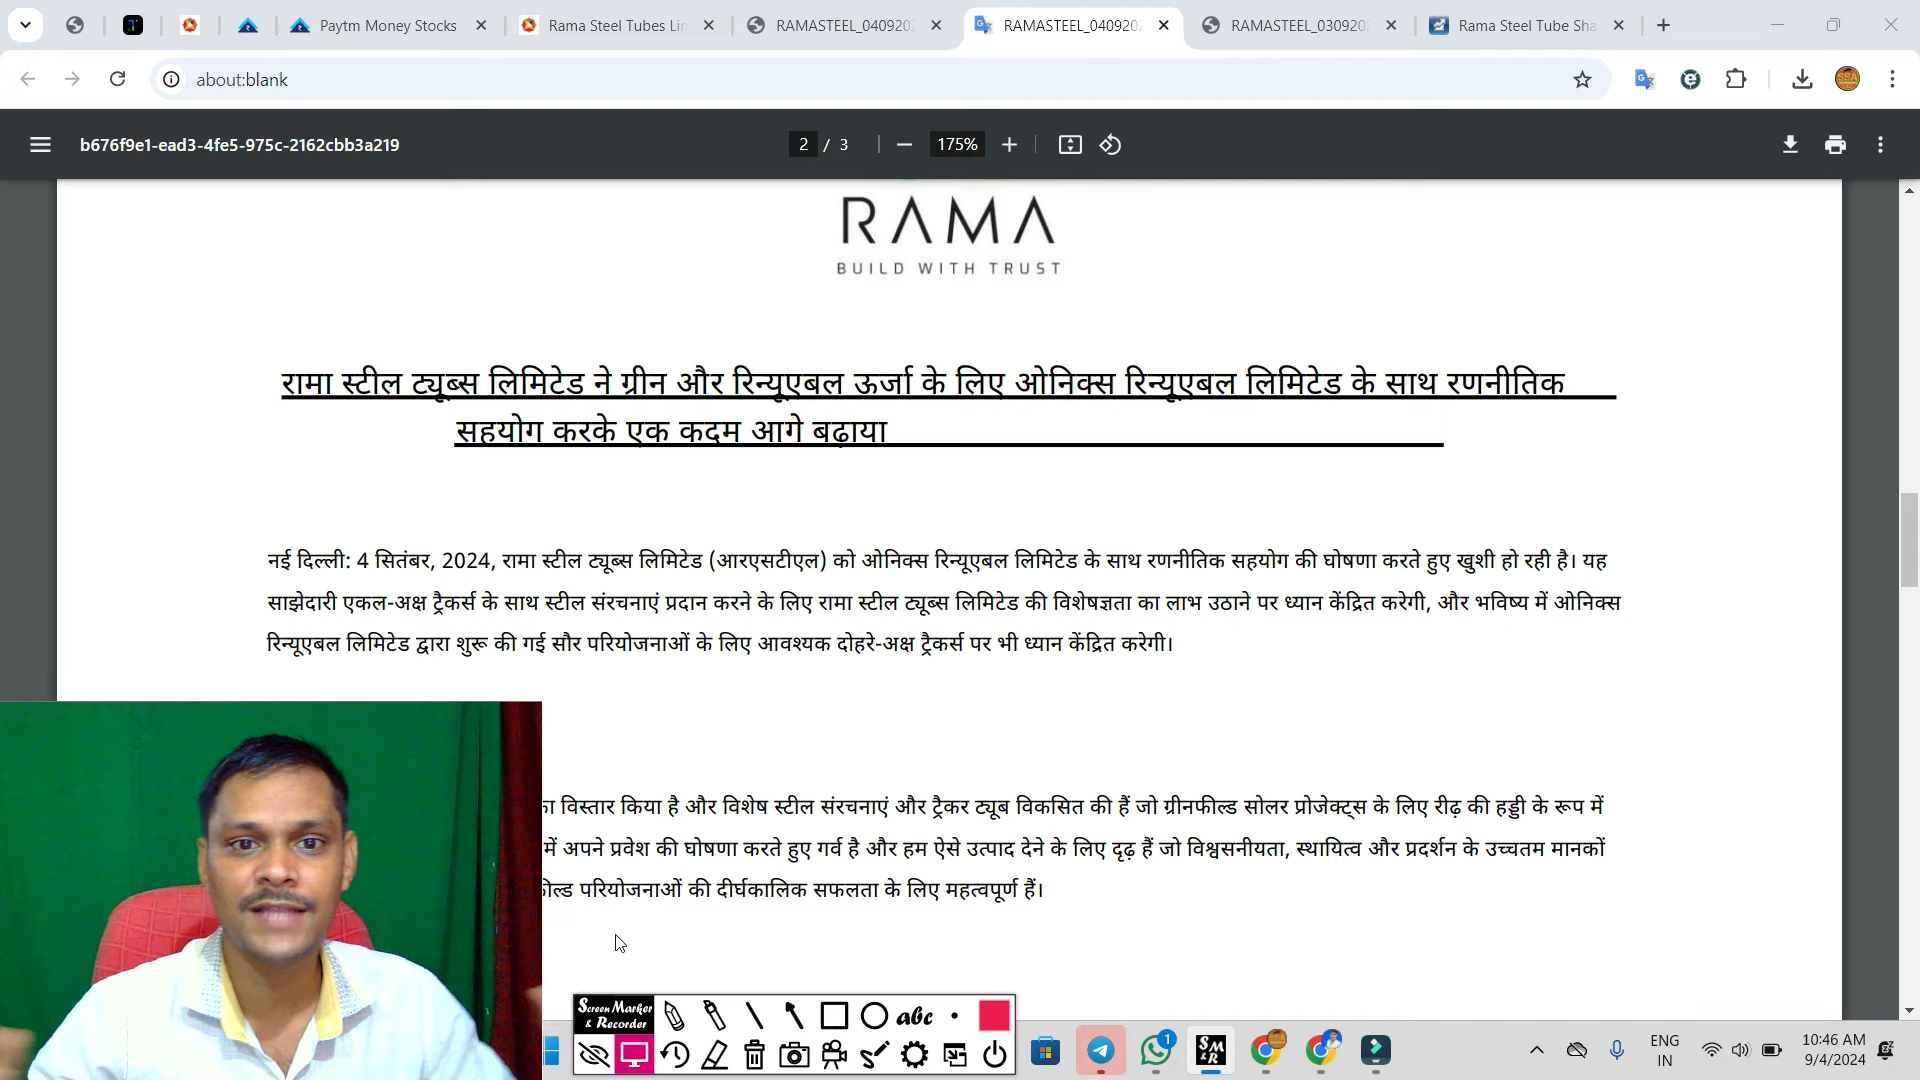 Paytm Money Stocks
Rama Steel Tubes Li
RAMASTEEL_040920
RAMASTEEL_040920
RAMASTEEL_030920
Rama Steel Tube Sha
about:blank
b676f9e1-ead3-4fe5-975c-2162cbb3a219
2 / 3
175%
RAMA
BUILD WITH TRUST
रामा स्टील ट्यूब्स लिमिटेड ने ग्रीन और रिन्यूएबल ऊर्जा के लिए ओनिक्स रिन्यूएबल लिमिटेड के साथ रणनीतिक
सहयोग करके एक कदम आगे बढ़ाया
नई दिल्ली: 4 सितंबर, 2024, रामा स्टील ट्यूब्स लिमिटेड (आरएसटीएल) को ओनिक्स रिन्यूएबल लिमिटेड के साथ रणनीतिक सहयोग की घोषणा करते हुए खुशी हो रही है। यह
साझेदारी एकल-अक्ष ट्रैकर्स के साथ स्टील संरचनाएं प्रदान करने के लिए रामा स्टील ट्यूब्स लिमिटेड की विशेषज्ञता का लाभ उठाने पर ध्यान केंद्रित करेगी, और भविष्य में ओनिक्स
रिन्यूएबल लिमिटेड द्वारा शुरू की गई सौर परियोजनाओं के लिए आवश्यक दोहरे-अक्ष ट्रैकर्स पर भी ध्यान केंद्रित करेगी।
विस्तार किया है और विशेष स्टील संरचनाएं और ट्रैकर ट्यूब विकसित की हैं जो ग्रीनफील्ड सोलर प्रोजेक्ट्स के लिए रीढ़ की हड्डी के रूप में
में अपने प्रवेश की घोषणा करते हुए गर्व है और हम ऐसे उत्पाद देने के लिए दृढ़ हैं जो विश्वसनीयता, स्थायित्व और प्रदर्शन के उच्चतम मानकों
परियोजनाओं की दीर्घकालिक सफलता के लिए महत्वपूर्ण हैं।
Screen Marker
& Recorder
abc
1
SM
&R
ENG
IN
10:46 AM
9/4/2024